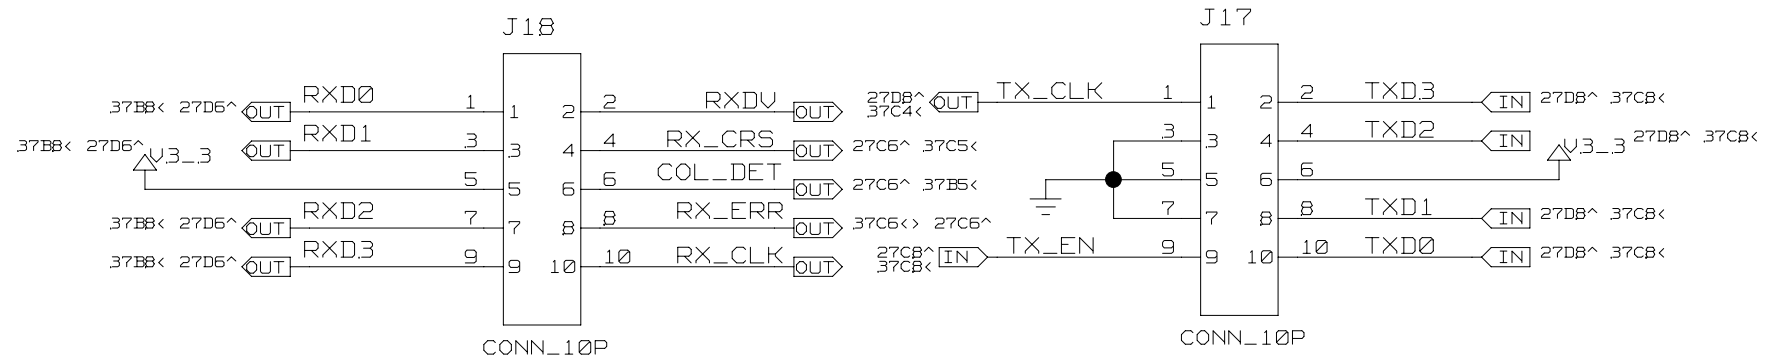 J18
J17
37B8< 27D6^ OUT RXD0 1 1 2 2 RXDV OUT
27D8^ 37C4< OUT TX_CLK 1 1 2 2 TXD3 IN 27D8^ 37C8<
37B8< 27D6^ OUT RXD1 3 3 4 4 RX_CRS OUT 27C6^ 37C5<
3 3 4 4 TXD2 IN 27D8^ 37C8<
V3_3 5 5 6 6 COL_DET OUT 27C6^ 37B5<
5 5 6 6 V3_3
37B8< 27D6^ OUT RXD2 7 7 8 8 RX_ERR OUT 37C6<> 27C6^
7 7 8 8 TXD1 IN 27D8^ 37C8<
37B8< 27D6^ OUT RXD3 9 9 10 10 RX_CLK OUT
27C8^ 37C8< IN TX_EN 9 9 10 10 TXD0 IN 27D8^ 37C8<
CONN_10P
CONN_10P